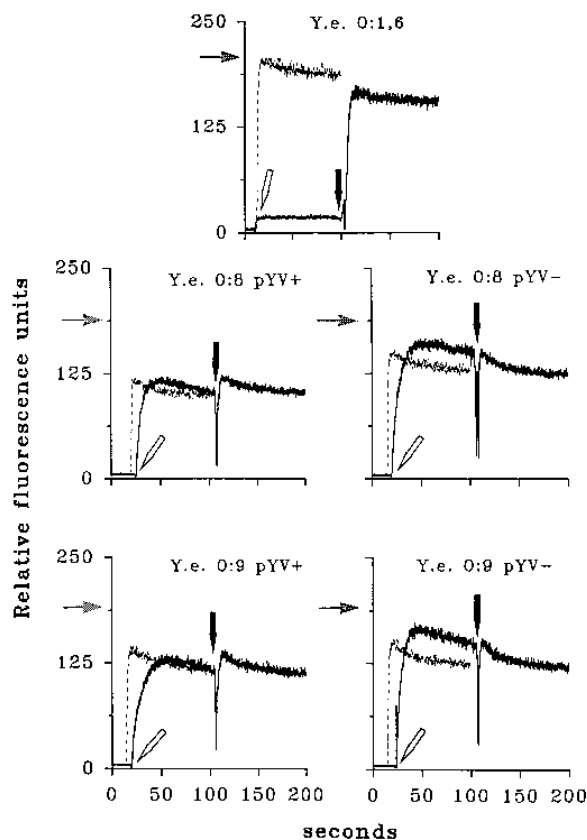 Y.e. 0:1,6
250
125
0
Y.e. 0:8 pYV+
Y.e. 0:8 pYV-
250
125
0
Y.e. 0:9 pYV+
Y.e. 0:9 pYV-
250
125
0
0 50 100 150 200
0 50 100 150 200
Relative fluorescence units
seconds